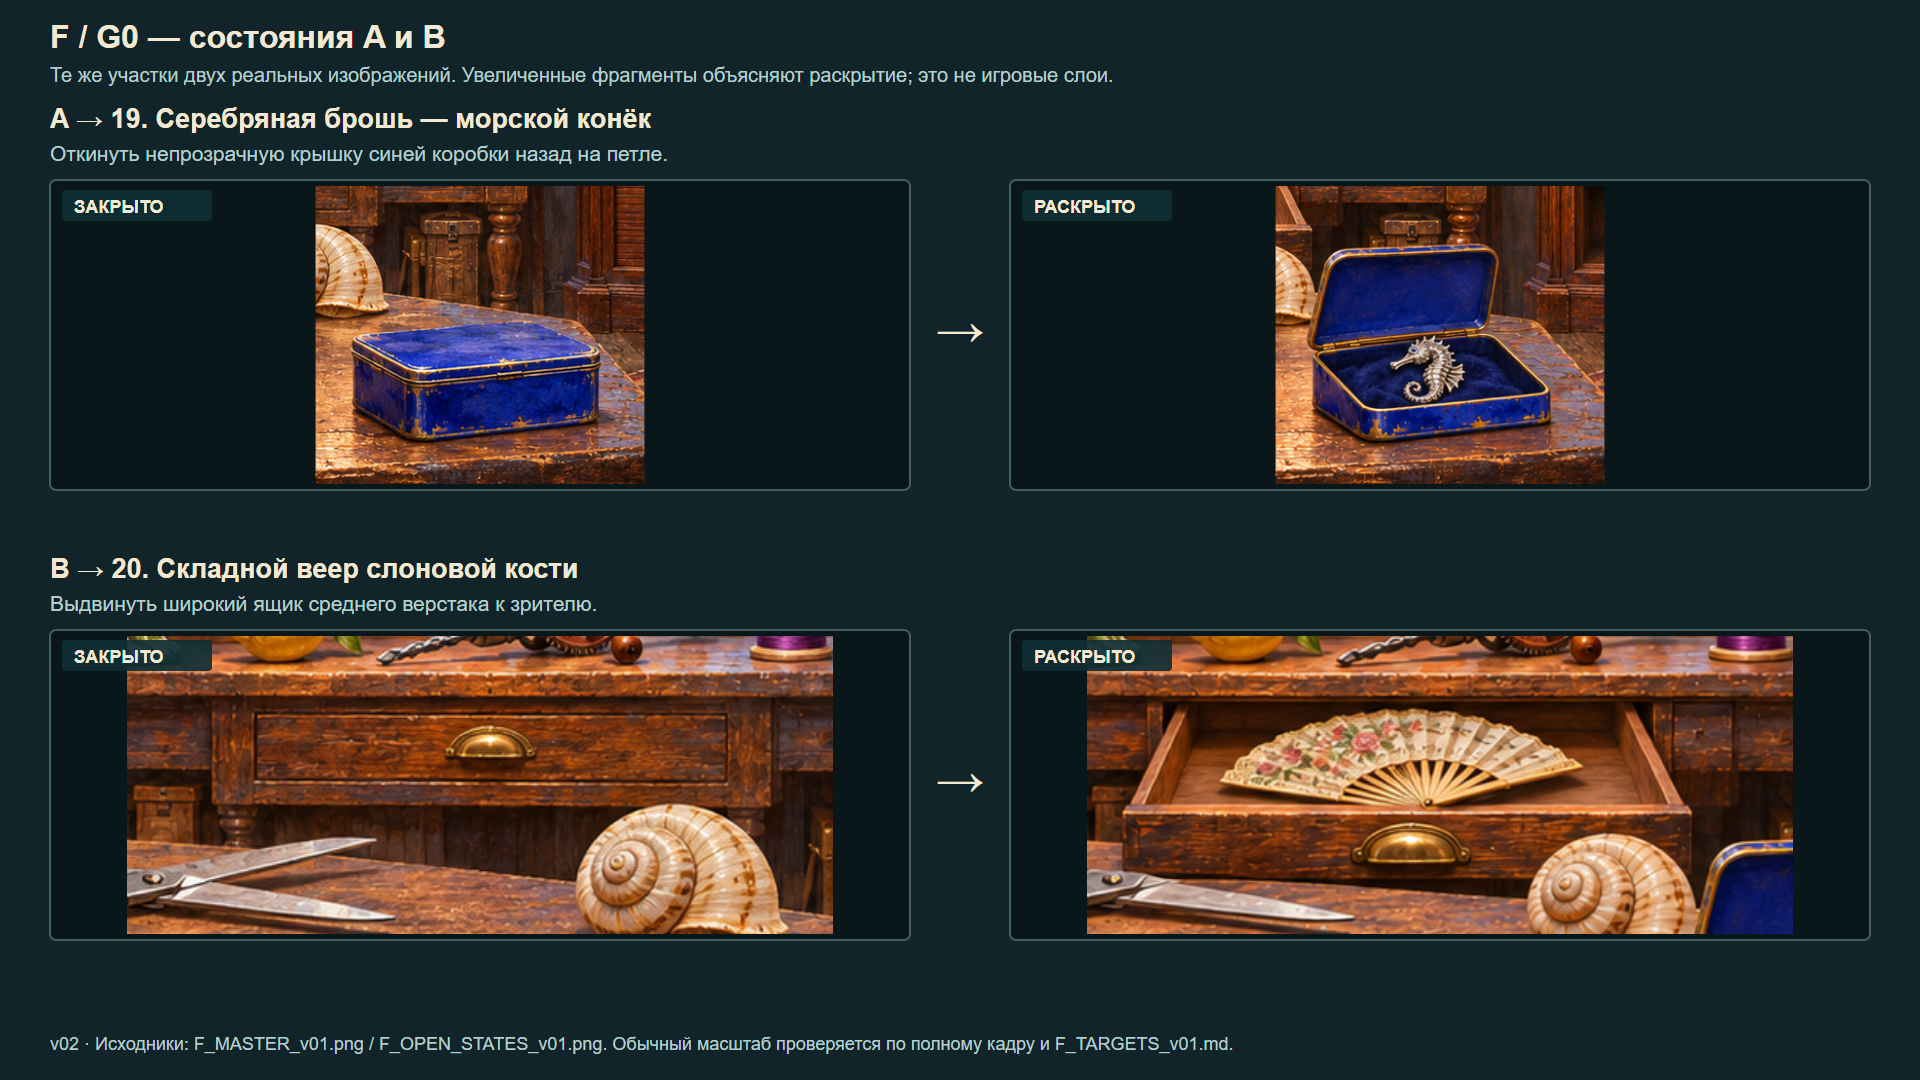 F / G0 — состояния A и B
Те же участки двух реальных изображений. Увеличенные фрагменты объясняют раскрытие; это не игровые слои.
A → 19. Серебряная брошь — морской конёк
Откинуть непрозрачную крышку синей коробки назад на петле.
ЗАКРЫТО
→
РАСКРЫТО
B → 20. Складной веер слоновой кости
Выдвинуть широкий ящик среднего верстака к зрителю.
ЗАКРЫТО
→
РАСКРЫТО
v02 · Исходники: F_MASTER_v01.png / F_OPEN_STATES_v01.png. Обычный масштаб проверяется по полному кадру и F_TARGETS_v01.md.